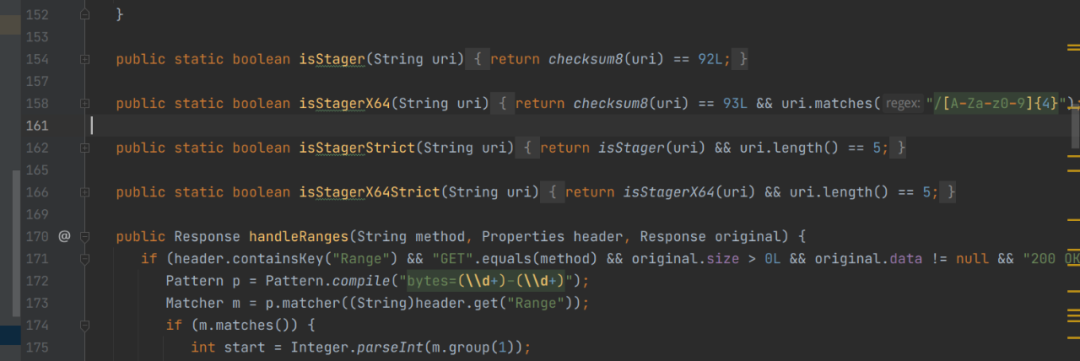 152 }
153
154 public static boolean isStager(String uri) { return checksum8(uri) == 92L; }
157
158 public static boolean isStagerX64(String uri) { return checksum8(uri) == 93L && uri.matches( regex: "/[A-Za-z0-9]{4}");
161
162 public static boolean isStagerStrict(String uri) { return isStager(uri) && uri.length() == 5; }
165
166 public static boolean isStagerX64Strict(String uri) { return isStagerX64(uri) && uri.length() == 5; }
169
170 @ public Response handleRanges(String method, Properties header, Response original) {
171 if (header.containsKey("Range") && "GET".equals(method) && original.size > 0L && original.data != null && "200 OK
172 Pattern p = Pattern.compile("bytes=(\\d+)-(\\d+)");
173 Matcher m = p.matcher((String)header.get("Range"));
174 if (m.matches()) {
175 int start = Integer.parseInt(m.group(1));